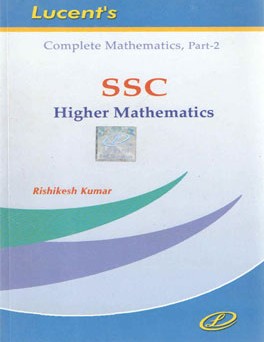 Lucent's
Complete Mathematics, Part-2
SSC
Higher Mathematics
Rishikesh Kumar